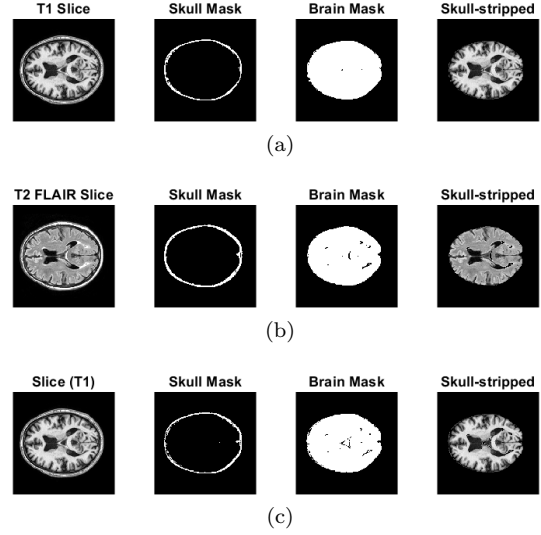 T1 Slice Skull Mask Brain Mask Skull-stripped
(a)
T2 FLAIR Slice Skull Mask Brain Mask Skull-stripped
(b)
Slice (T1) Skull Mask Brain Mask Skull-stripped
(c)